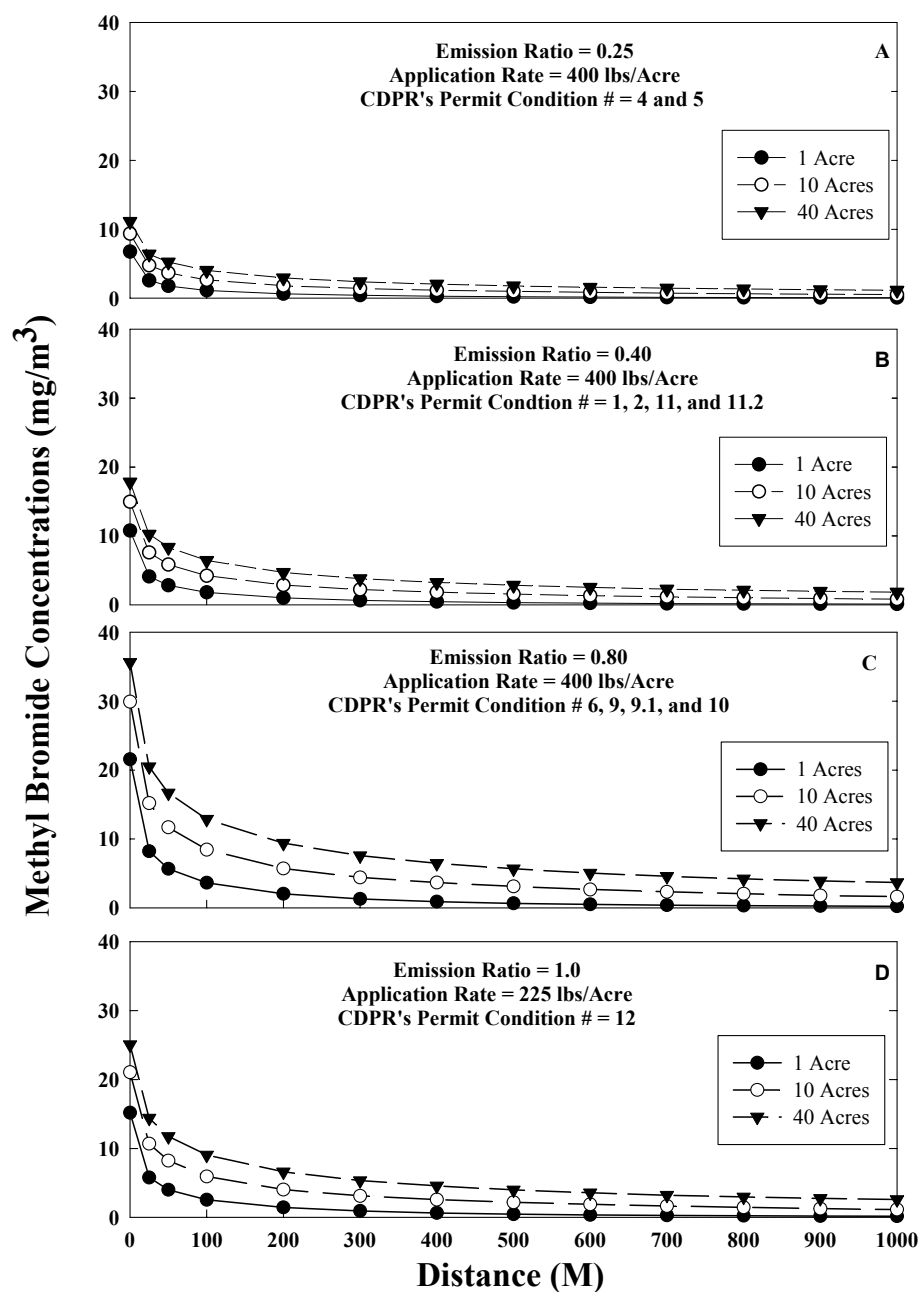 Methyl Bromide Concentrations (mg/m³)
40
30
20
10
0
Emission Ratio = 0.25
Application Rate = 400 lbs/Acre
CDPR's Permit Condition # = 4 and 5
A
1 Acre
10 Acres
40 Acres
40
30
20
10
0
Emission Ratio = 0.40
Application Rate = 400 lbs/Acre
CDPR's Permit Condtion # = 1, 2, 11, and 11.2
B
1 Acre
10 Acres
40 Acres
40
30
20
10
0
Emission Ratio = 0.80
Application Rate = 400 lbs/Acre
CDPR's Permit Condition # 6, 9, 9.1, and 10
C
1 Acres
10 Acres
40 Acres
40
30
20
10
0
Emission Ratio = 1.0
Application Rate = 225 lbs/Acre
CDPR's Permit Condition # = 12
D
1 Acre
10 Acres
40 Acres
0 100 200 300 400 500 600 700 800 900 1000
Distance (M)